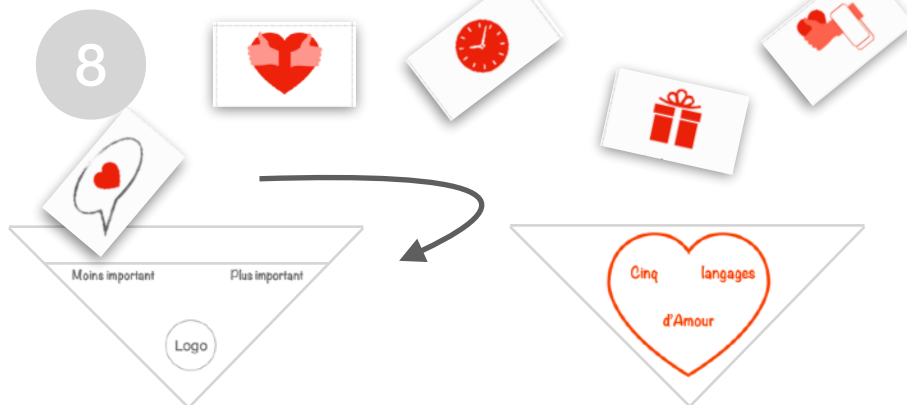 8
Moins important
Plus important
Logo
Cinq langages
d'Amour